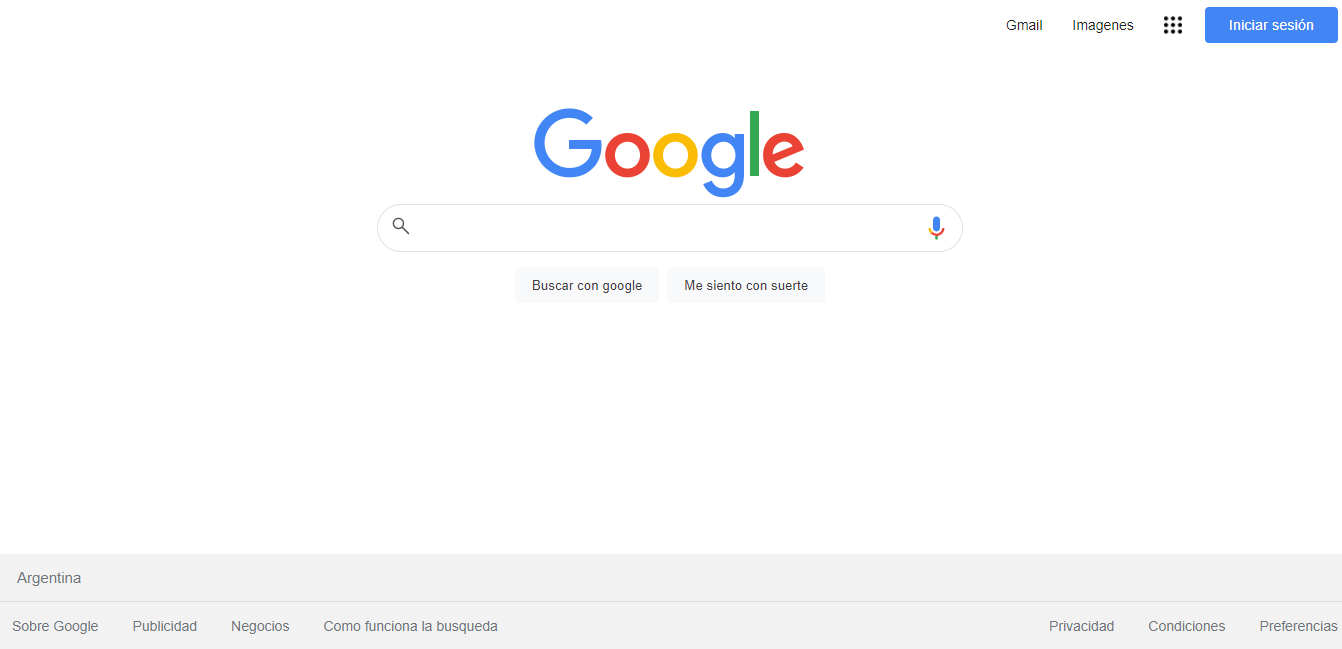 Gmail Imagenes Iniciar sesión
Google
Buscar con google Me siento con suerte
Argentina
Sobre Google Publicidad Negocios Como funciona la busqueda Privacidad Condiciones Preferencias